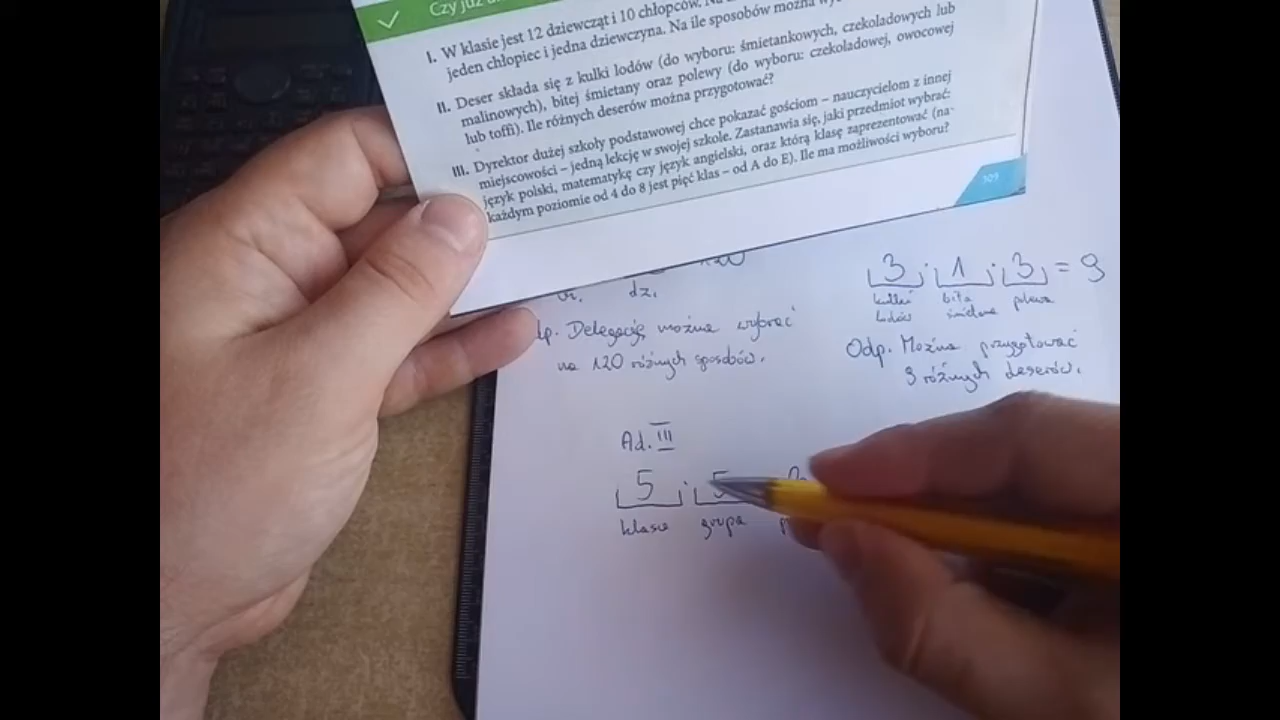 Czy już
I. W klasie jest 12 dziewcząt i 10 chłopców.
jeden chłopiec i jedna dziewczyna. Na ile sposobów można
II. Deser składa się z kulki lodów (do wyboru: śmietankowych, czekoladowych lub
malinowych), bitej śmietany oraz polewy (do wyboru: czekoladowej, owocowej
lub toffi). Ile różnych deserów można przygotować?
III. Dyrektor dużej szkoły podstawowej chce pokazać gościom – nauczycielom z innej
miejscowości – jedną lekcję w swojej szkole. Zastanawia się, jaki przedmiot wybrać:
język polski, matematykę czy język angielski, oraz którą klasę zaprezentować (na
każdym poziomie od 4 do 8 jest pięć klas – od A do E). Ile ma możliwości wyboru?
109
dz.
Odp. Delegację można wybrać
na 120 różnych sposobów.
3 · 1 · 3 = 9
kulki bita polewa
lodów śmietana
Odp. Można przygotować
9 różnych deserów.
Ad. III
5 · 5
klasa grupa